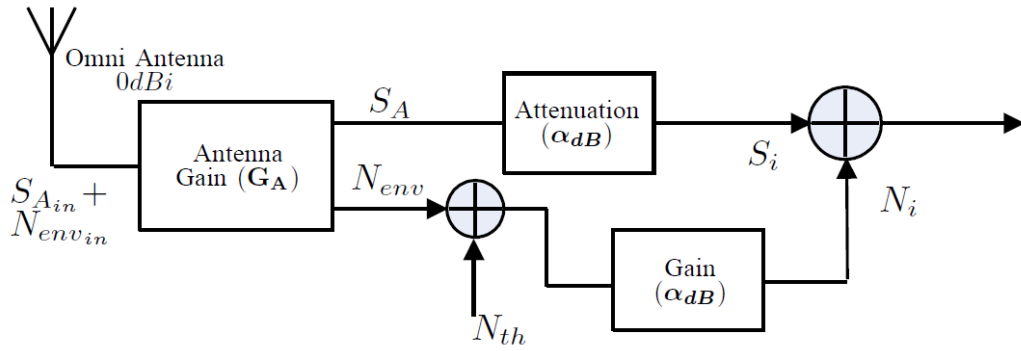 Omni Antenna
0dBi
S_A
Attenuation
(α_dB)
Antenna
Gain (G_A)
S_i
N_env
S_{A_in} +
N_{env_in}
N_i
Gain
(α_dB)
N_th